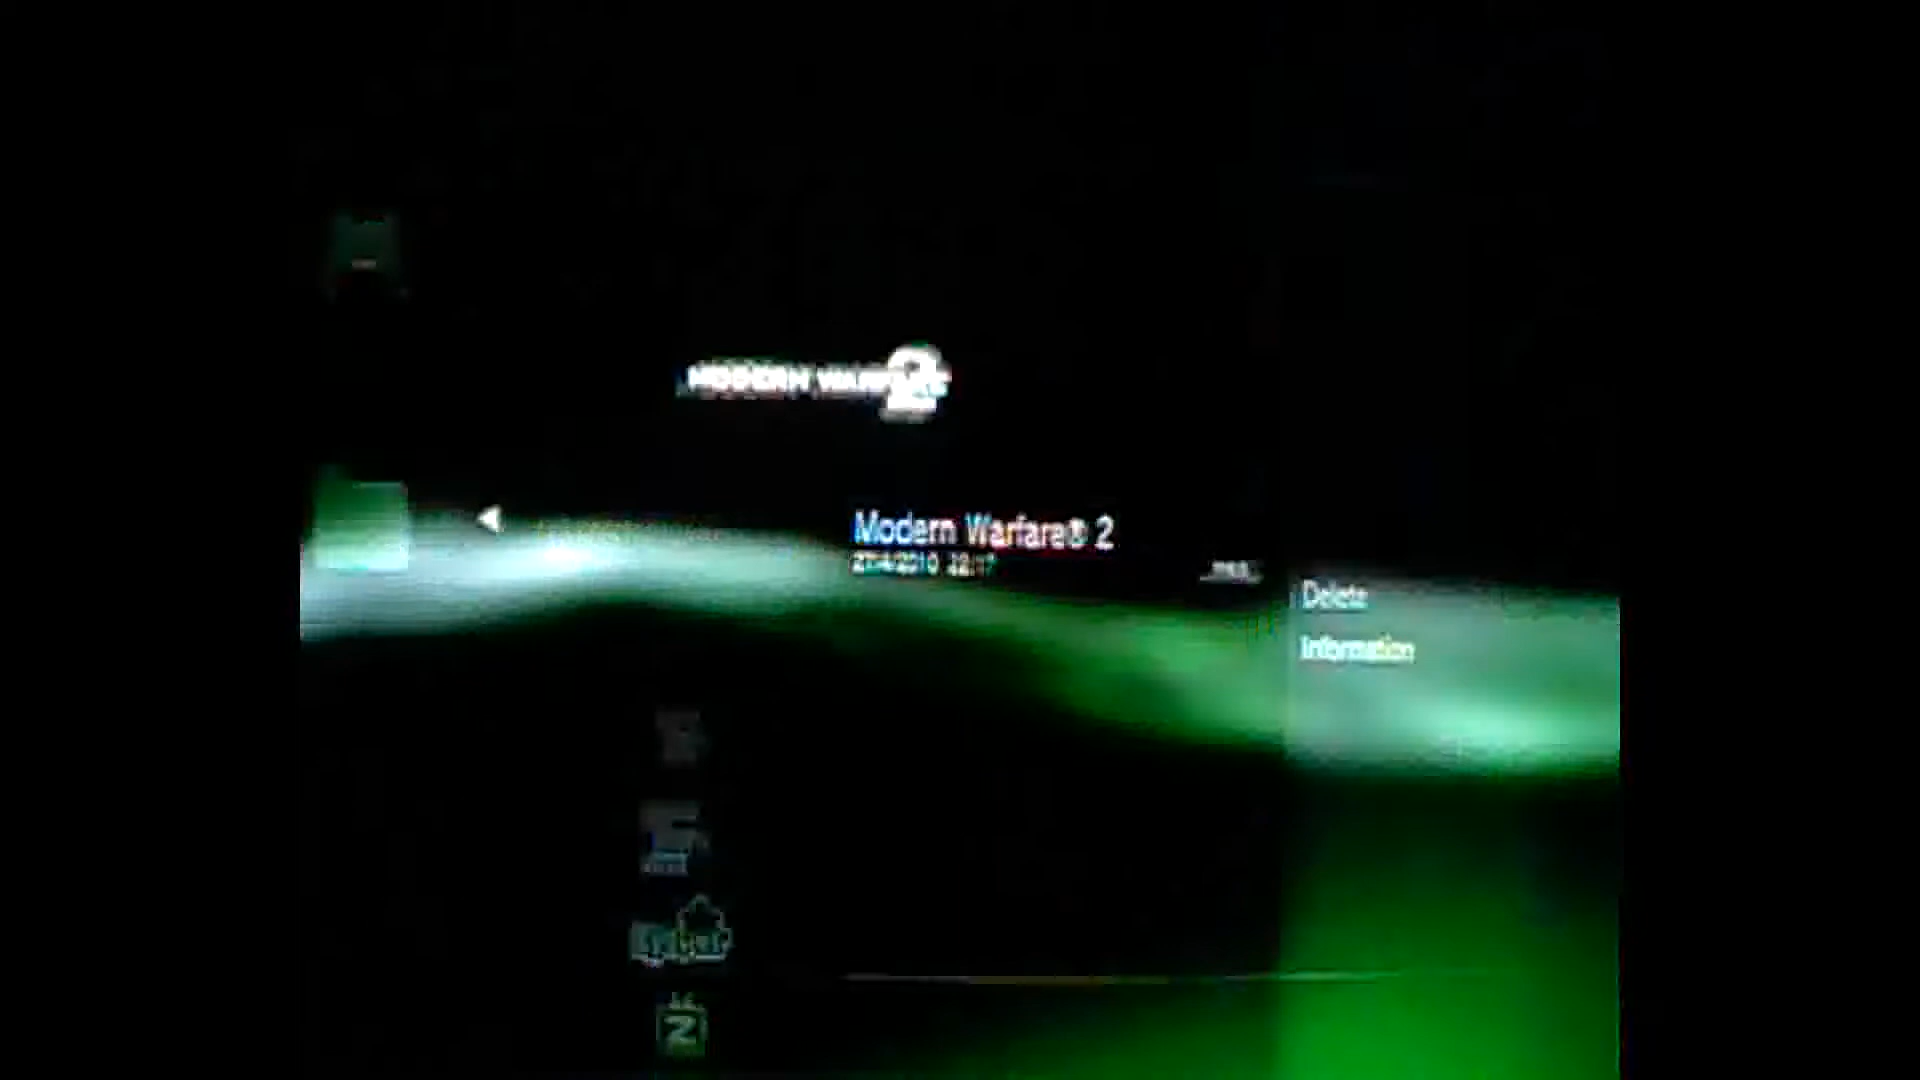 MODERN WARFARE 2
Modern Warfare® 2
27/4/2010 22:17
Delete
Information
Z